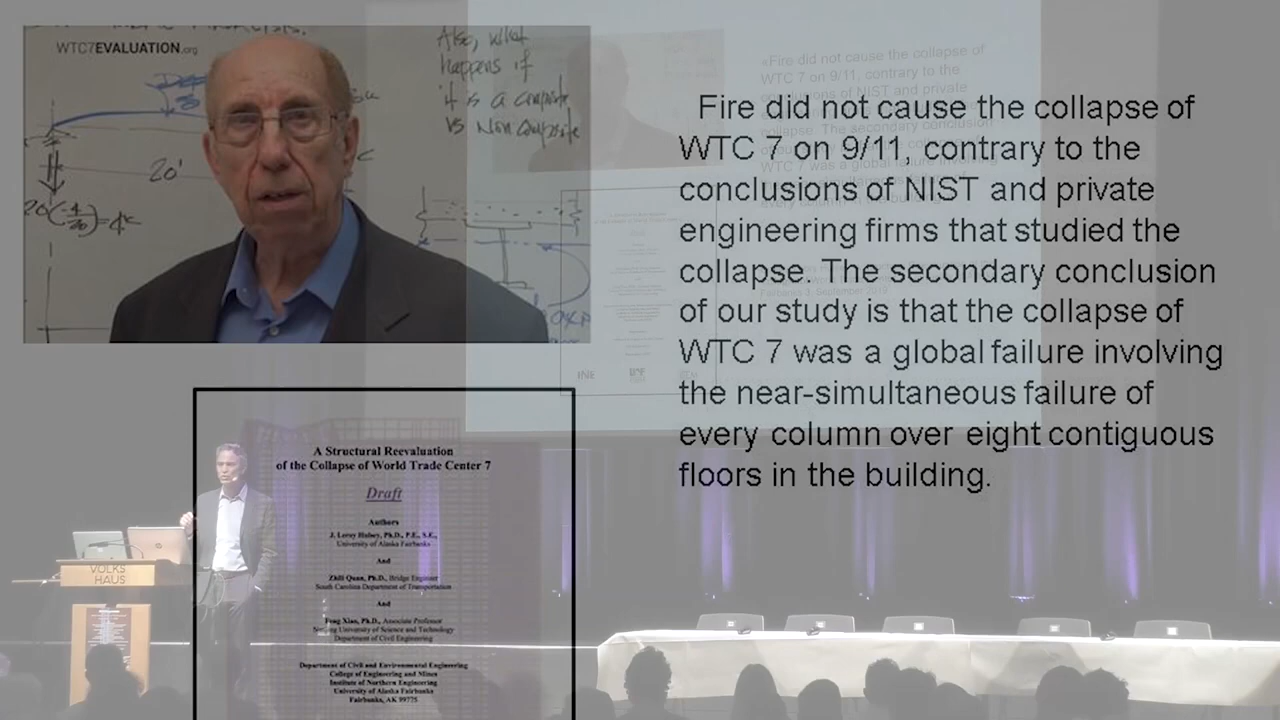 WTC7EVALUATION.org
Also, what
happens if
it is a composite
vs Non Composite
20'
Fire did not cause the collapse of
WTC 7 on 9/11, contrary to the
conclusions of NIST and private
engineering firms that studied the
collapse. The secondary conclusion
of our study is that the collapse of
WTC 7 was a global failure involving
the near-simultaneous failure of
every column over eight contiguous
floors in the building.
A Structural Reevaluation
of the Collapse of World Trade Center 7
Draft
Authors
J. Leroy Hulsey, Ph.D., P.E., S.E.,
University of Alaska Fairbanks
And
Zhili Quan, Ph.D., Bridge Engineer
South Carolina Department of Transportation
And
Feng Xiao, Ph.D., Associate Professor
Nanjing University of Science and Technology
Department of Civil Engineering
Department of Civil and Environmental Engineering
College of Engineering and Mines
Institute of Northern Engineering
University of Alaska Fairbanks
Fairbanks, AK 99775
VOLKS
HAUS